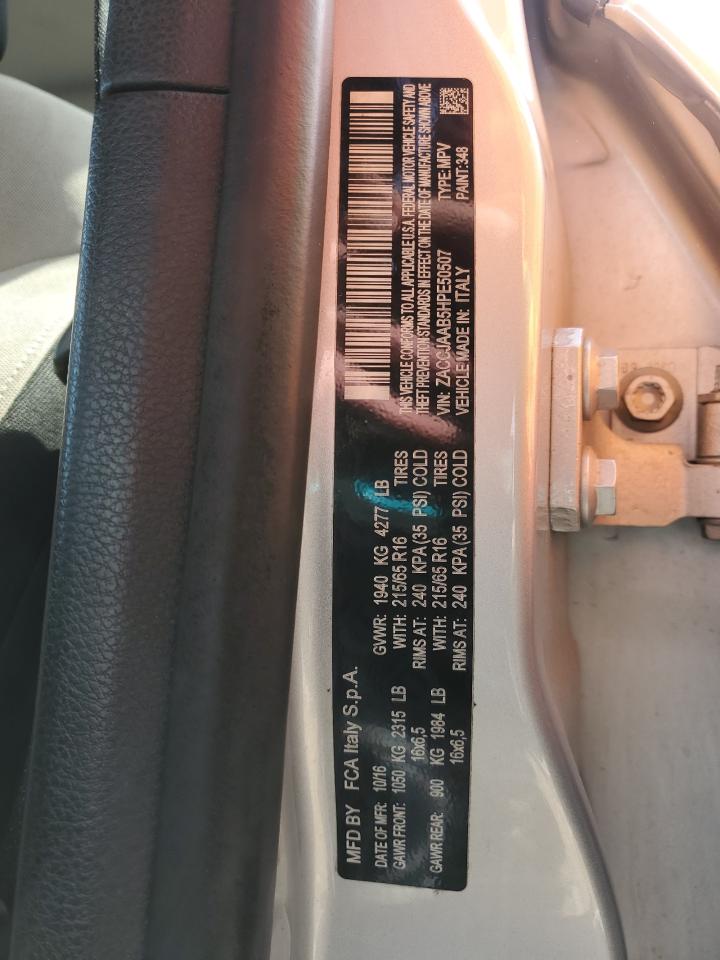 MFD BY FCA Italy S.p.A.
DATE OF MFR: 10/16 GVWR: 1940 KG 4277 LB
GAWR FRONT: 1050 KG 2315 LB WITH: 215/65 R16 TIRES
16x6,5 RIMS AT: 240 KPA (35 PSI) COLD
GAWR REAR: 900 KG 1984 LB WITH: 215/65 R16 TIRES
16x6,5 RIMS AT: 240 KPA (35 PSI) COLD
THIS VEHICLE CONFORMS TO ALL APPLICABLE U.S.A. FEDERAL MOTOR VEHICLE SAFETY AND
THEFT PREVENTION STANDARDS IN EFFECT ON THE DATE OF MANUFACTURE SHOWN ABOVE
VIN: ZACCJAAB5HPE50507 TYPE: MPV
VEHICLE MADE IN: ITALY PAINT: 348